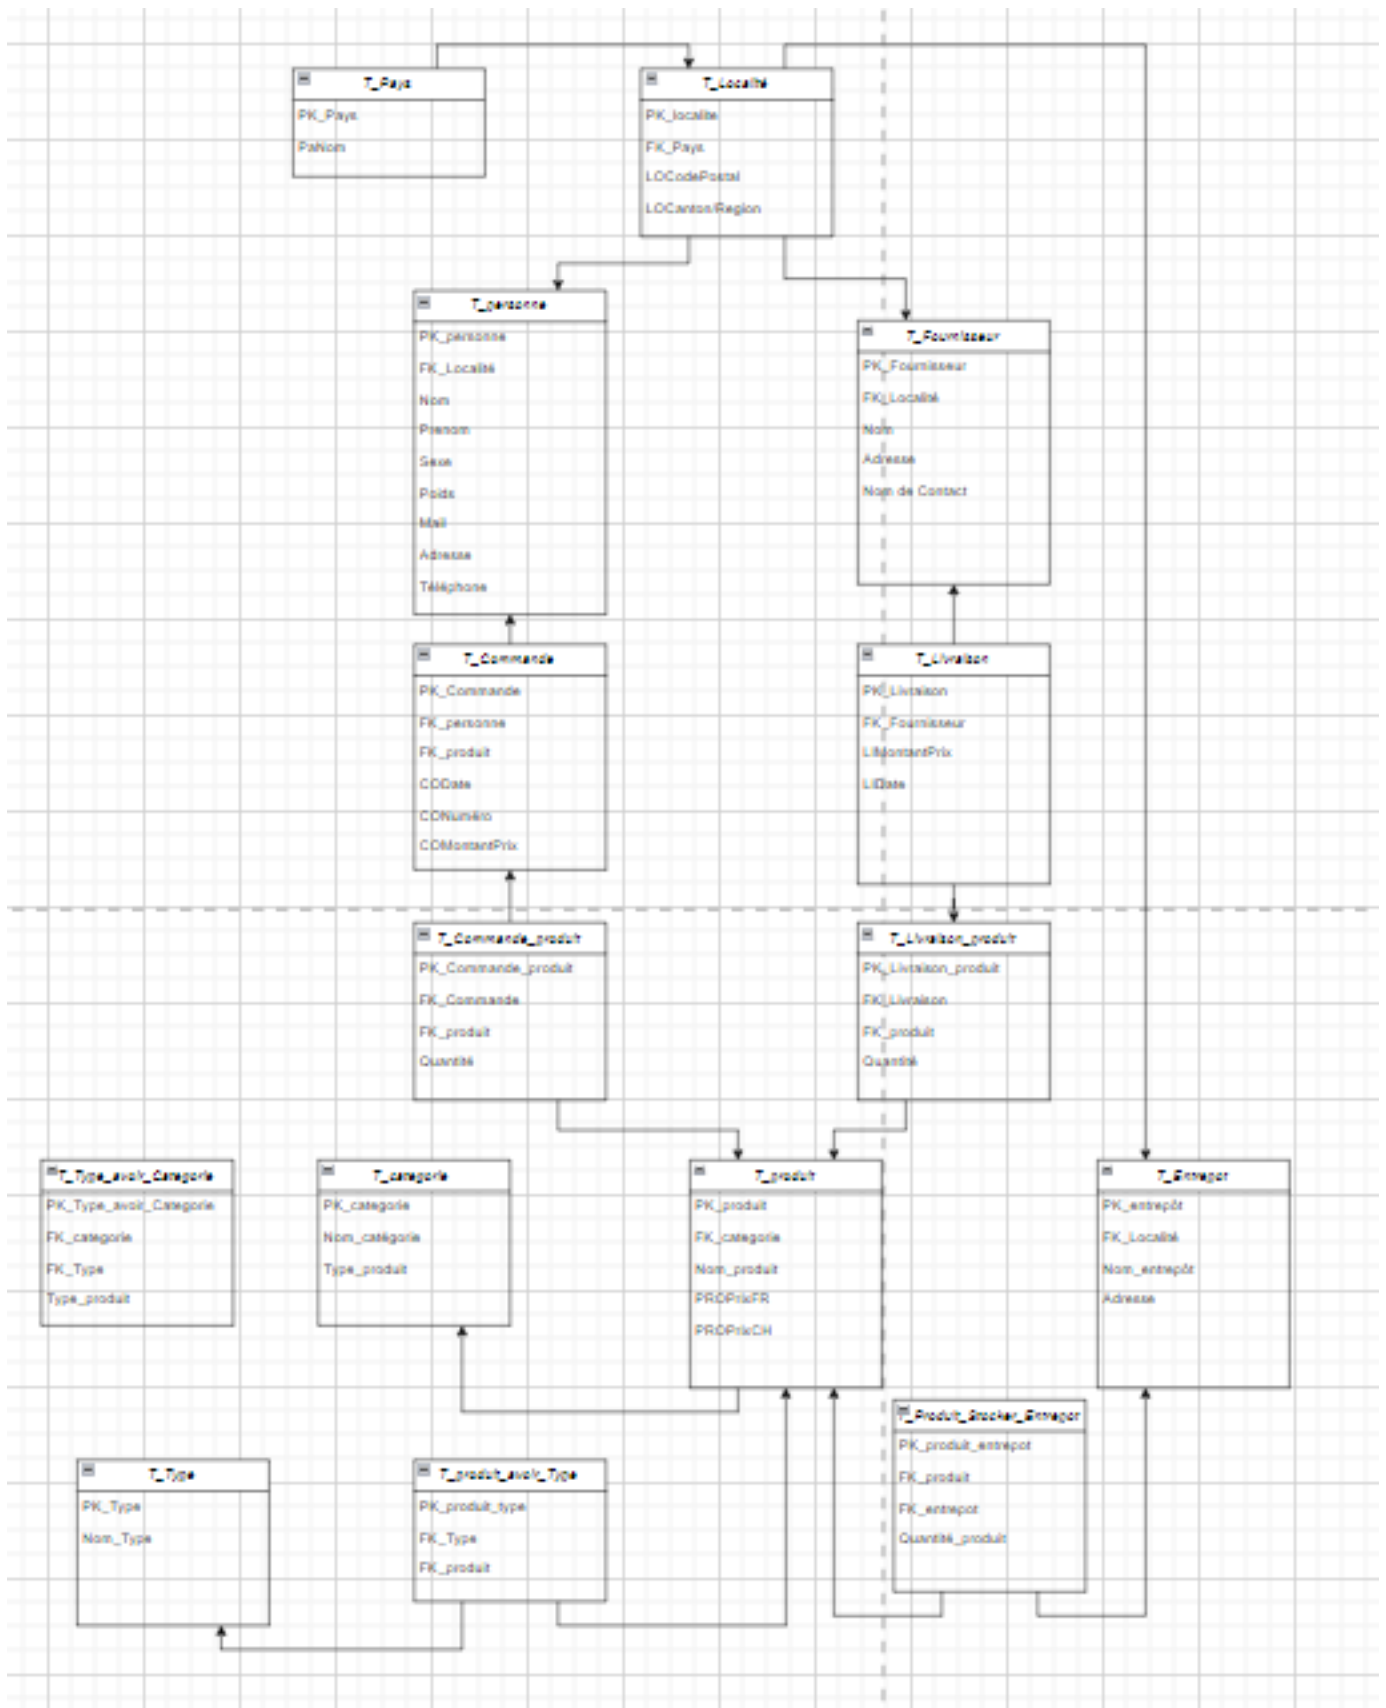 T_Pays
PK_Pays
PaNom
T_Localité
PK_localite
FK_Pays
LOCodePostal
LOCanton/Region
T_personne
PK_personne
FK_Localité
Nom
Prenom
Sexe
Poids
Mail
Adresse
Téléphone
T_Fournisseur
PK_Fournisseur
FK_Localité
Nom
Adresse
Nom de Contact
T_Commande
PK_Commande
FK_personne
FK_produit
CODate
CONuméro
COMontantPrix
T_Livraison
PK_Livraison
FK_Fournisseur
LIMontantPrix
LIDate
T_Commande_produit
PK_Commande_produit
FK_Commande
FK_produit
Quantité
T_Livraison_produit
PK_Livraison_produit
FK_Livraison
FK_produit
Quantité
T_Type_avoir_Categorie
PK_Type_avoir_Categorie
FK_categorie
FK_Type
Type_produit
T_categorie
PK_categorie
Nom_catégorie
Type_produit
T_produit
PK_produit
FK_categorie
Nom_produit
PROPrixFR
PROPrixCH
T_Entrepot
PK_entrepôt
FK_Localité
Nom_entrepôt
Adresse
T_Produit_Stocker_Entrepot
PK_produit_entrepot
FK_produit
FK_entrepot
Quantité_produit
T_Type
PK_Type
Nom_Type
T_produit_avoir_Type
PK_produit_type
FK_Type
FK_produit